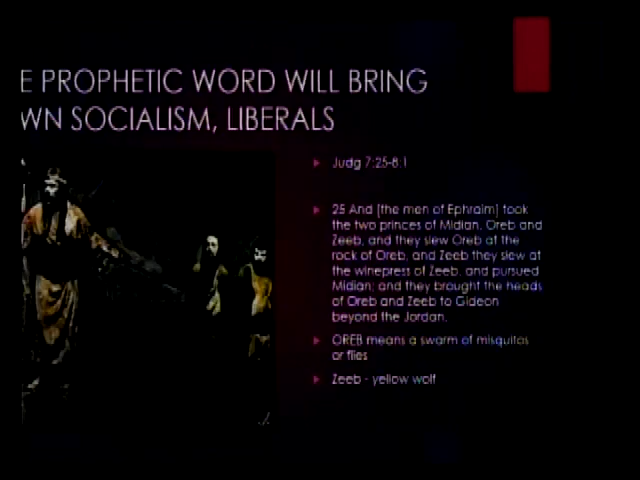 E PROPHETIC WORD WILL BRING
WN SOCIALISM, LIBERALS
Judg 7:25-8:1
25 And [the men of Ephraim] took
the two princes of Midian, Oreb and
Zeeb, and they slew Oreb at the
rock of Oreb, and Zeeb they slew at
the winepress of Zeeb, and pursued
Midian; and they brought the heads
of Oreb and Zeeb to Gideon
beyond the Jordan.
OREB means a swarm of misquitos
or flies
Zeeb - yellow wolf